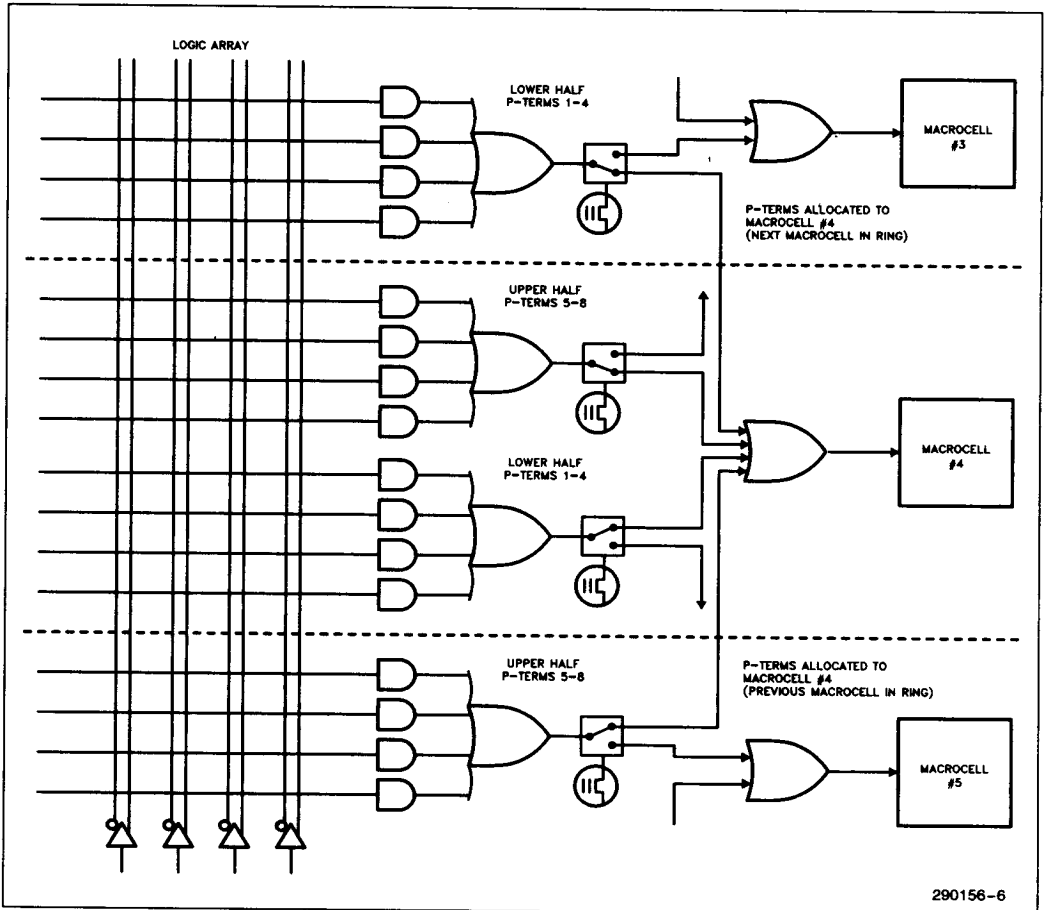 LOGIC ARRAY
LOWER HALF
P-TERMS 1-4
MACROCELL
#3
P-TERMS ALLOCATED TO
MACROCELL #4
(NEXT MACROCELL IN RING)
UPPER HALF
P-TERMS 5-8
MACROCELL
#4
LOWER HALF
P-TERMS 1-4
UPPER HALF
P-TERMS 5-8
P-TERMS ALLOCATED TO
MACROCELL #4
(PREVIOUS MACROCELL IN RING)
MACROCELL
#5
290156-6